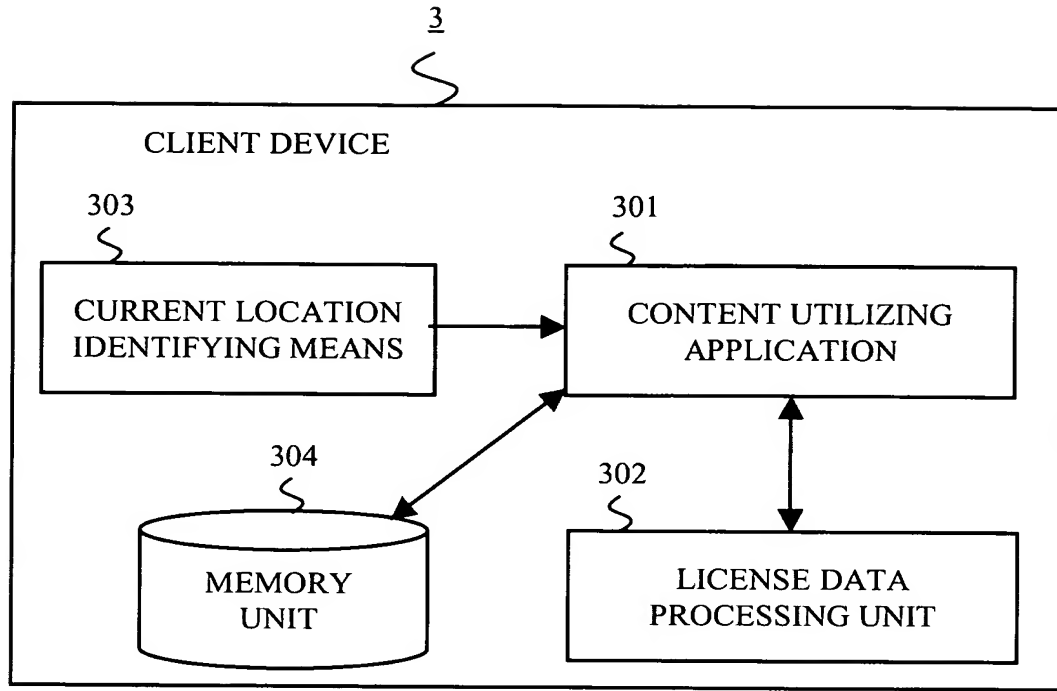 3
CLIENT DEVICE
303
301
CURRENT LOCATION
IDENTIFYING MEANS
CONTENT UTILIZING
APPLICATION
304
302
MEMORY
UNIT
LICENSE DATA
PROCESSING UNIT